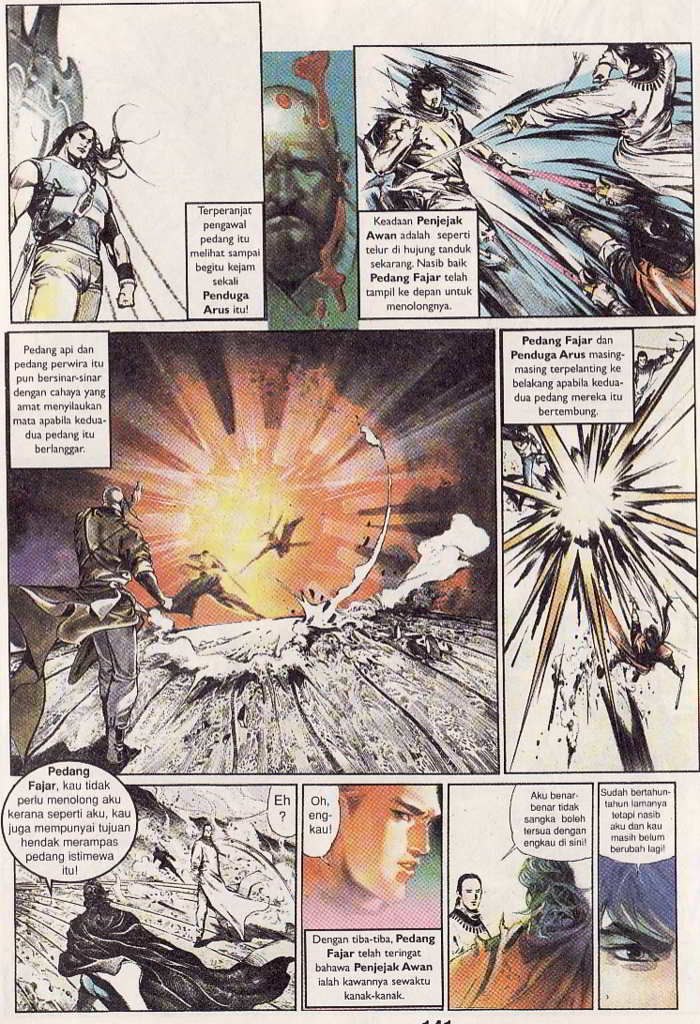 Terperanjat
pengawal
pedang itu
melihat sampai
begitu kejam
sekali
Penduga
Arus itu!
Keadaan Penjejak
Awan adalah seperti
telur di hujung tanduk
sekarang. Nasib baik
Pedang Fajar telah
tampil ke depan untuk
menolongnya.
Pedang api dan
pedang perwira itu
pun bersinar-sinar
dengan cahaya yang
amat menyilaukan
mata apabila kedua-
dua pedang itu
berlanggar.
Pedang Fajar dan
Penduga Arus masing-
masing terpelanting ke
belakang apabila kedua-
dua pedang mereka itu
bertembung.
Pedang
Fajar, kau tidak
perlu menolong aku
kerana seperti aku, kau
juga mempunyai tujuan
hendak merampas
pedang istimewa
itu!
Eh
?
Oh,
eng-
kau!
Dengan tiba-tiba, Pedang
Fajar telah teringat
bahawa Penjejak Awan
ialah kawannya sewaktu
kanak-kanak.
Aku benar-
benar tidak
sangka boleh
tersua dengan
engkau di sini!
Sudah bertahun-
tahun lamanya
tetapi nasib
aku dan kau
masih belum
berubah lagi!
141